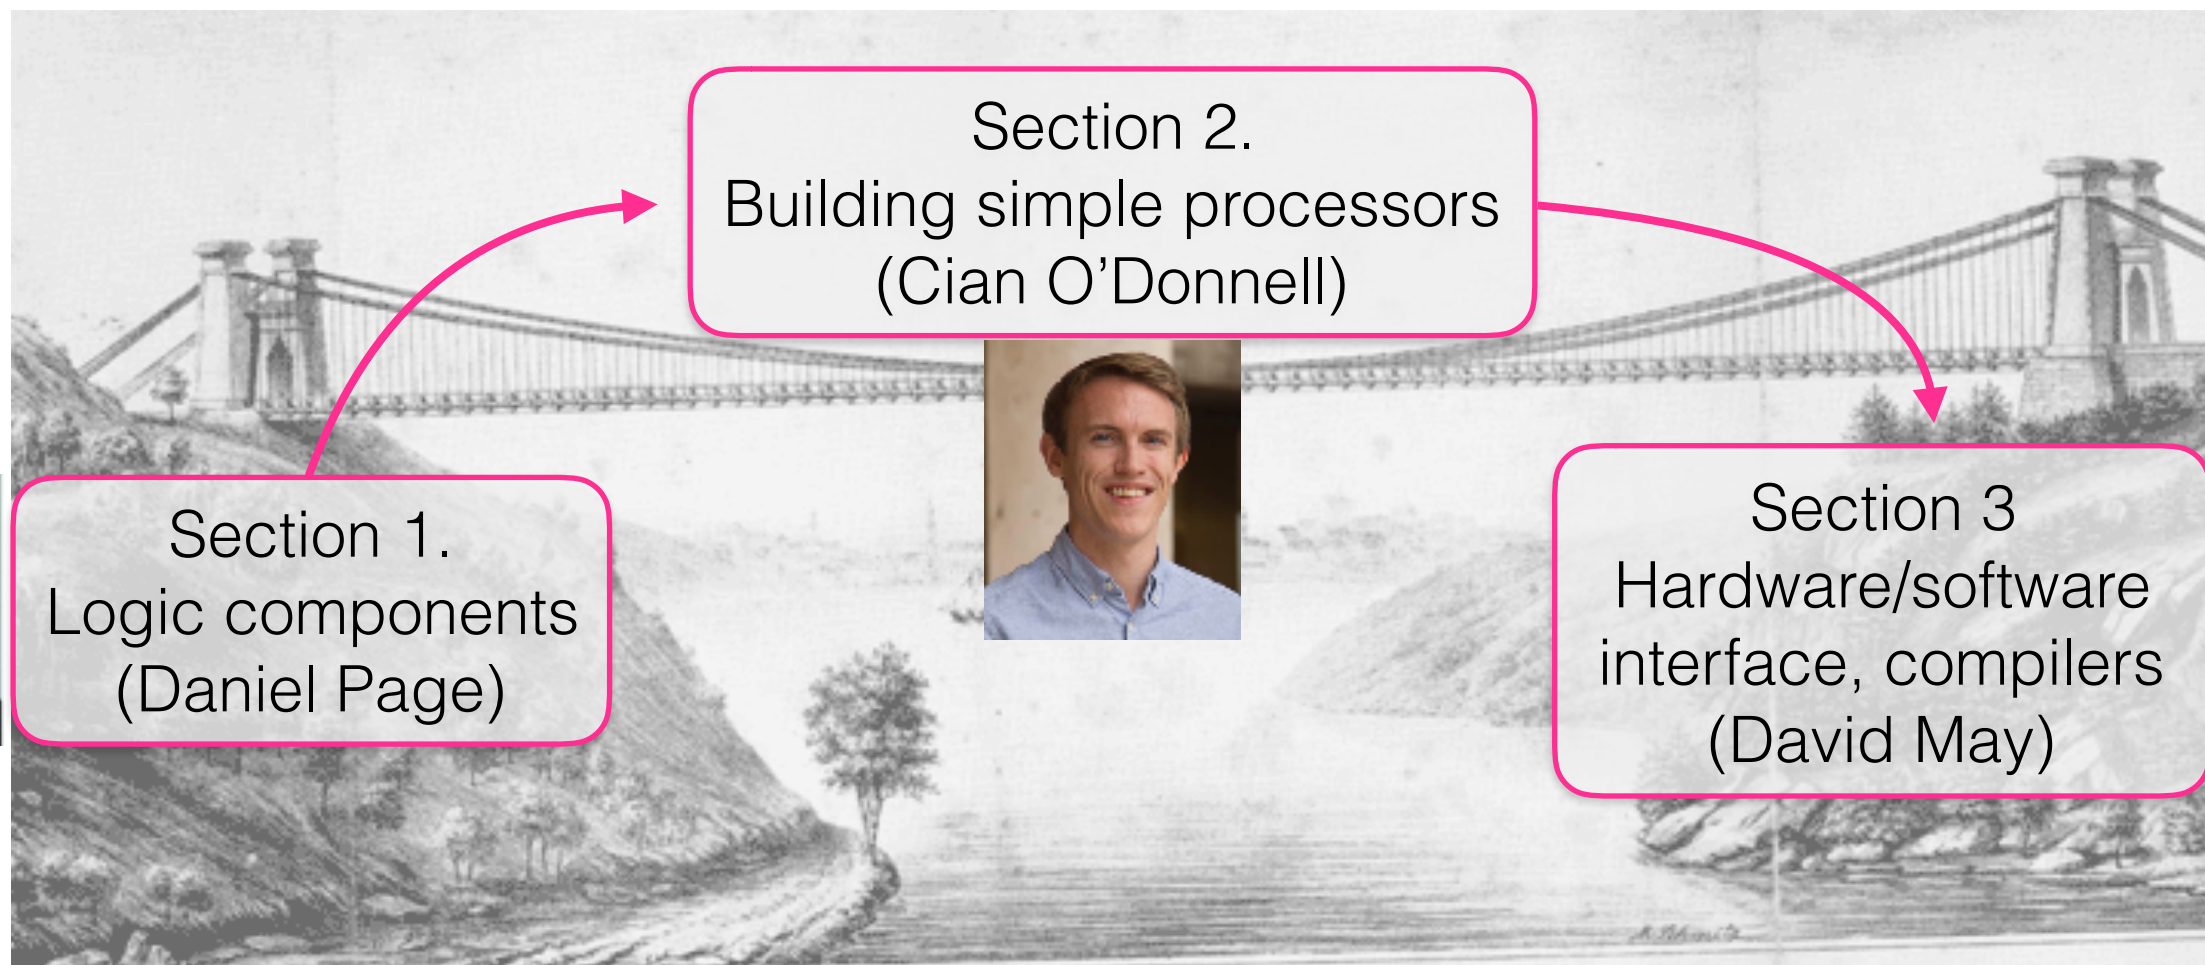 Section 1.
Logic components
(Daniel Page)
Section 2.
Building simple processors
(Cian O’Donnell)
Section 3
Hardware/software
interface, compilers
(David May)